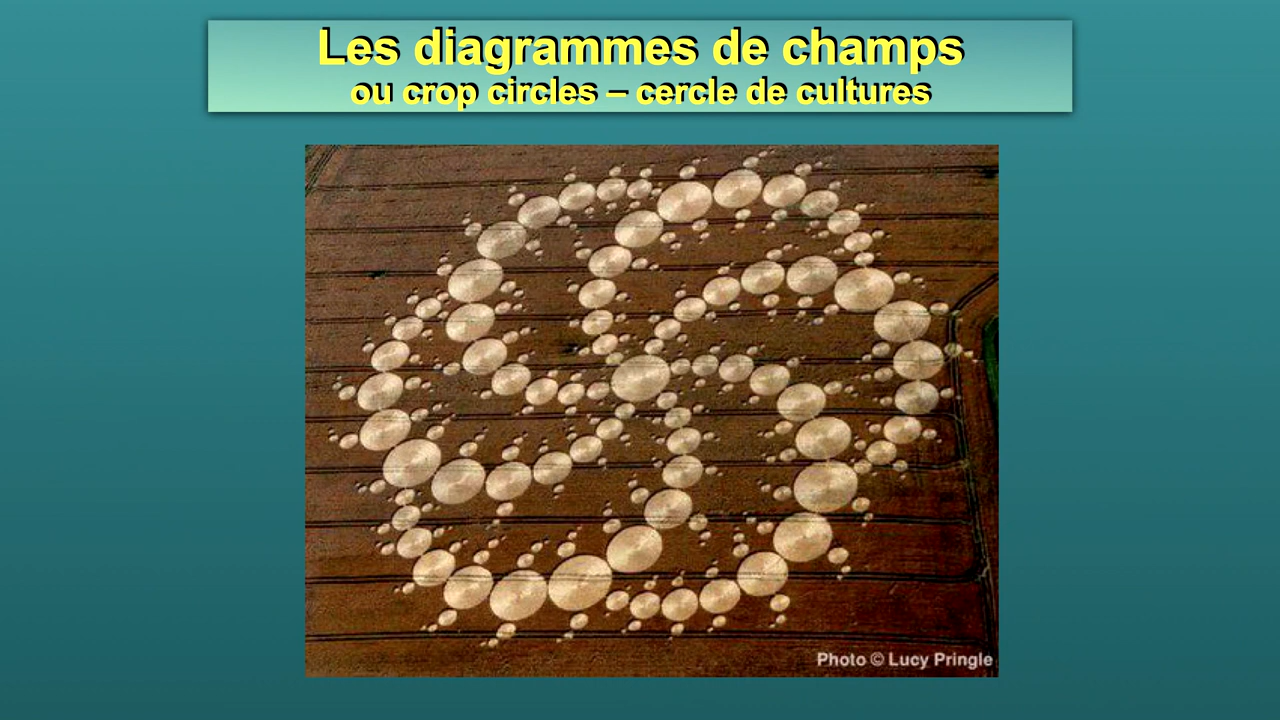 Les diagrammes de champs
ou crop circles – cercle de cultures
Photo © Lucy Pringle